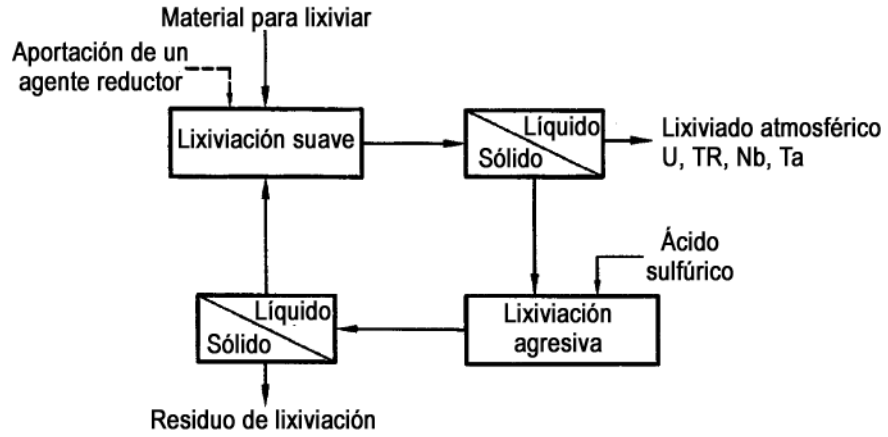 Material para lixiviar
Aportación de un
agente reductor
Lixiviación suave
Líquido
Sólido
Lixiviado atmosférico
U, TR, Nb, Ta
Ácido
sulfúrico
Líquido
Sólido
Lixiviación
agresiva
Residuo de lixiviación